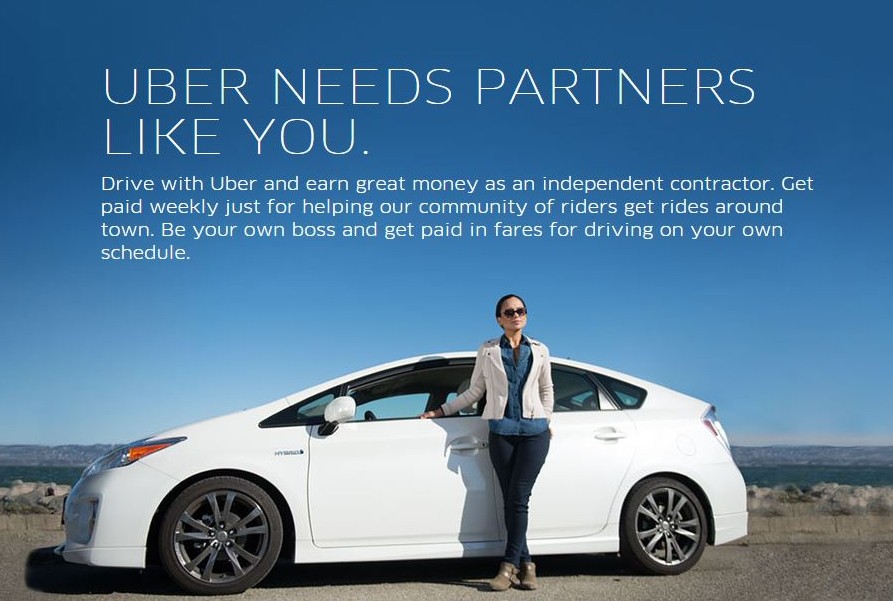 UBER NEEDS PARTNERS
LIKE YOU.
Drive with Uber and earn great money as an independent contractor. Get
paid weekly just for helping our community of riders get rides around
town. Be your own boss and get paid in fares for driving on your own
schedule.
HYBRID